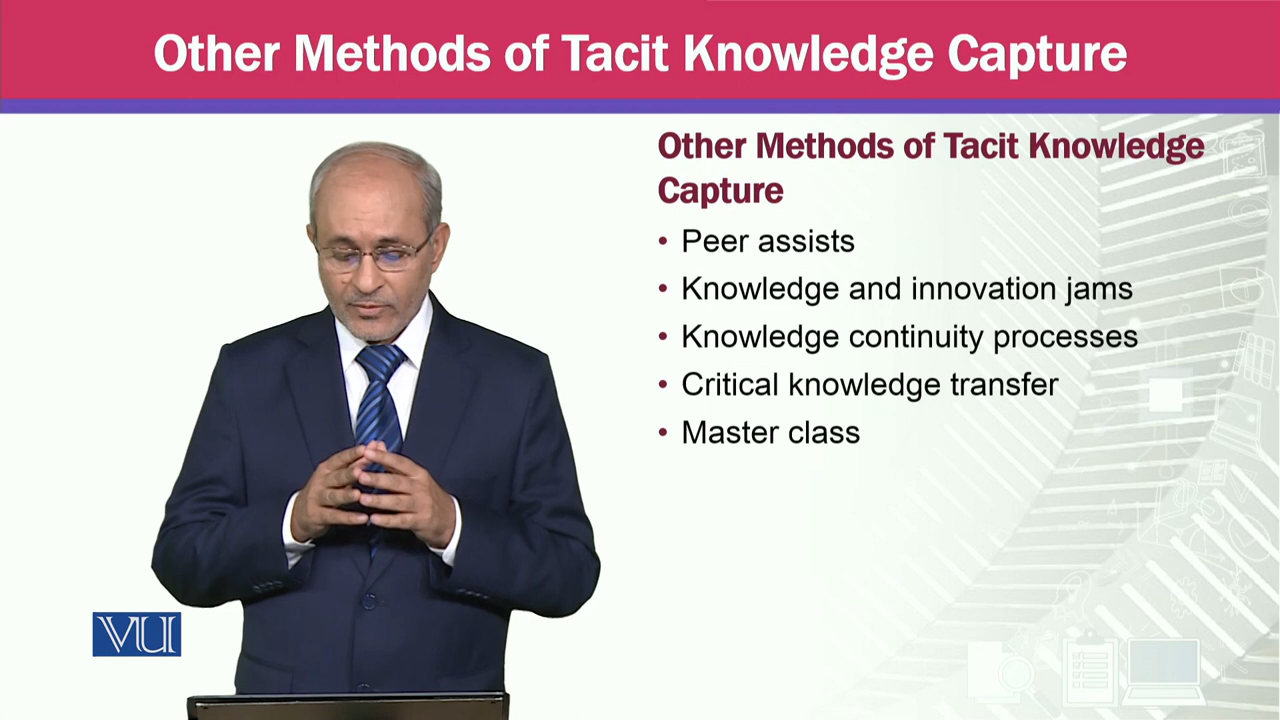 Other Methods of Tacit Knowledge Capture
Other Methods of Tacit Knowledge
Capture
• Peer assists
• Knowledge and innovation jams
• Knowledge continuity processes
• Critical knowledge transfer
• Master class
VU